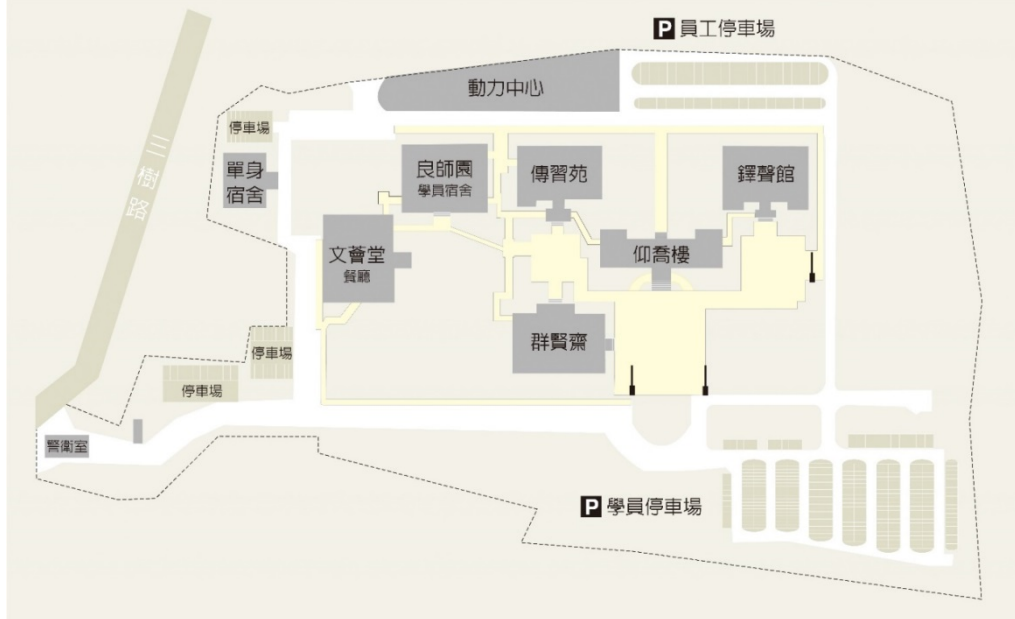 P 員工停車場
動力中心
停車場
三樹路
單身
宿舍
良師園
學員宿舍
傳習苑
鐸聲館
文薈堂
餐廳
仰喬樓
群賢齋
停車場
停車場
警衛室
P 學員停車場